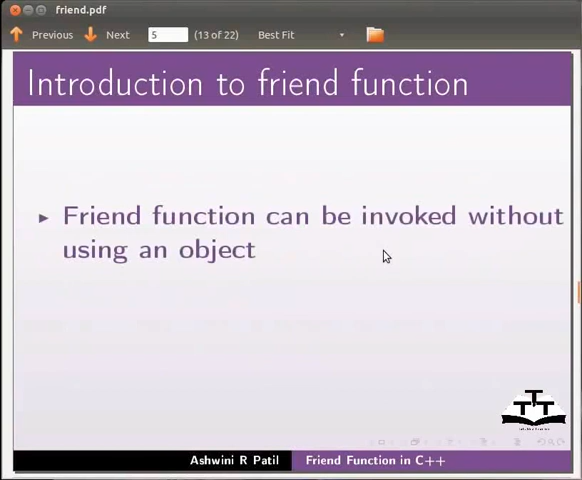 friend.pdf
Previous Next 5 (13 of 22) Best Fit
Introduction to friend function
Friend function can be invoked without
using an object
TTT
Ashwini R Patil Friend Function in C++